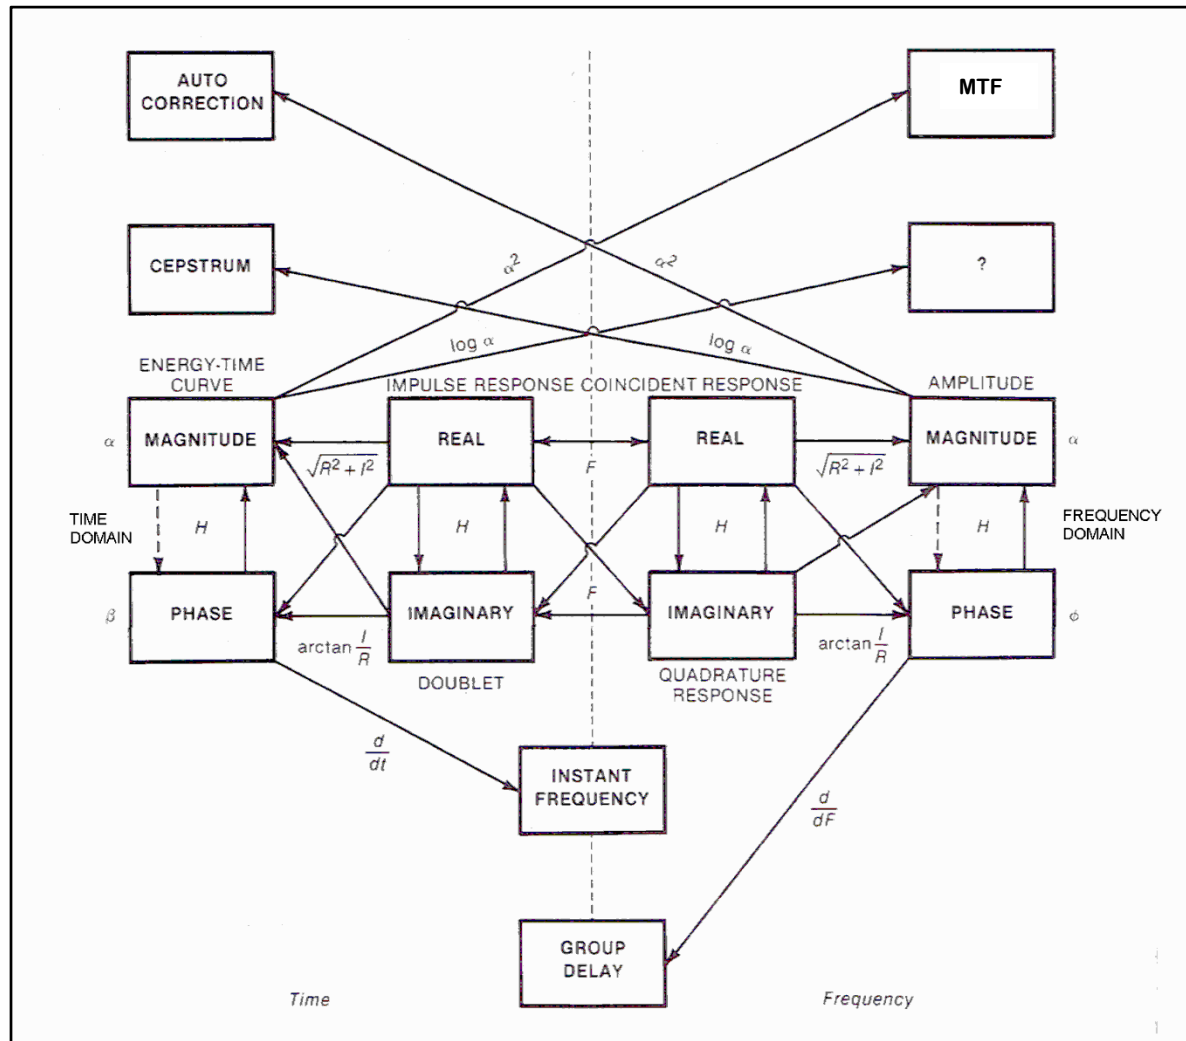 AUTO
CORRECTION
MTF
CEPSTRUM
?
α²
α²
log α
log α
ENERGY-TIME
CURVE
IMPULSE RESPONSE COINCIDENT RESPONSE
AMPLITUDE
α
MAGNITUDE
REAL
REAL
MAGNITUDE
α
√R² + I²
F
√R² + I²
TIME
DOMAIN
H
H
H
H
FREQUENCY
DOMAIN
β
PHASE
IMAGINARY
F
IMAGINARY
PHASE
ϕ
arctan I/R
arctan I/R
DOUBLET
QUADRATURE
RESPONSE
d/dt
INSTANT
FREQUENCY
d/dF
GROUP
DELAY
Time
Frequency